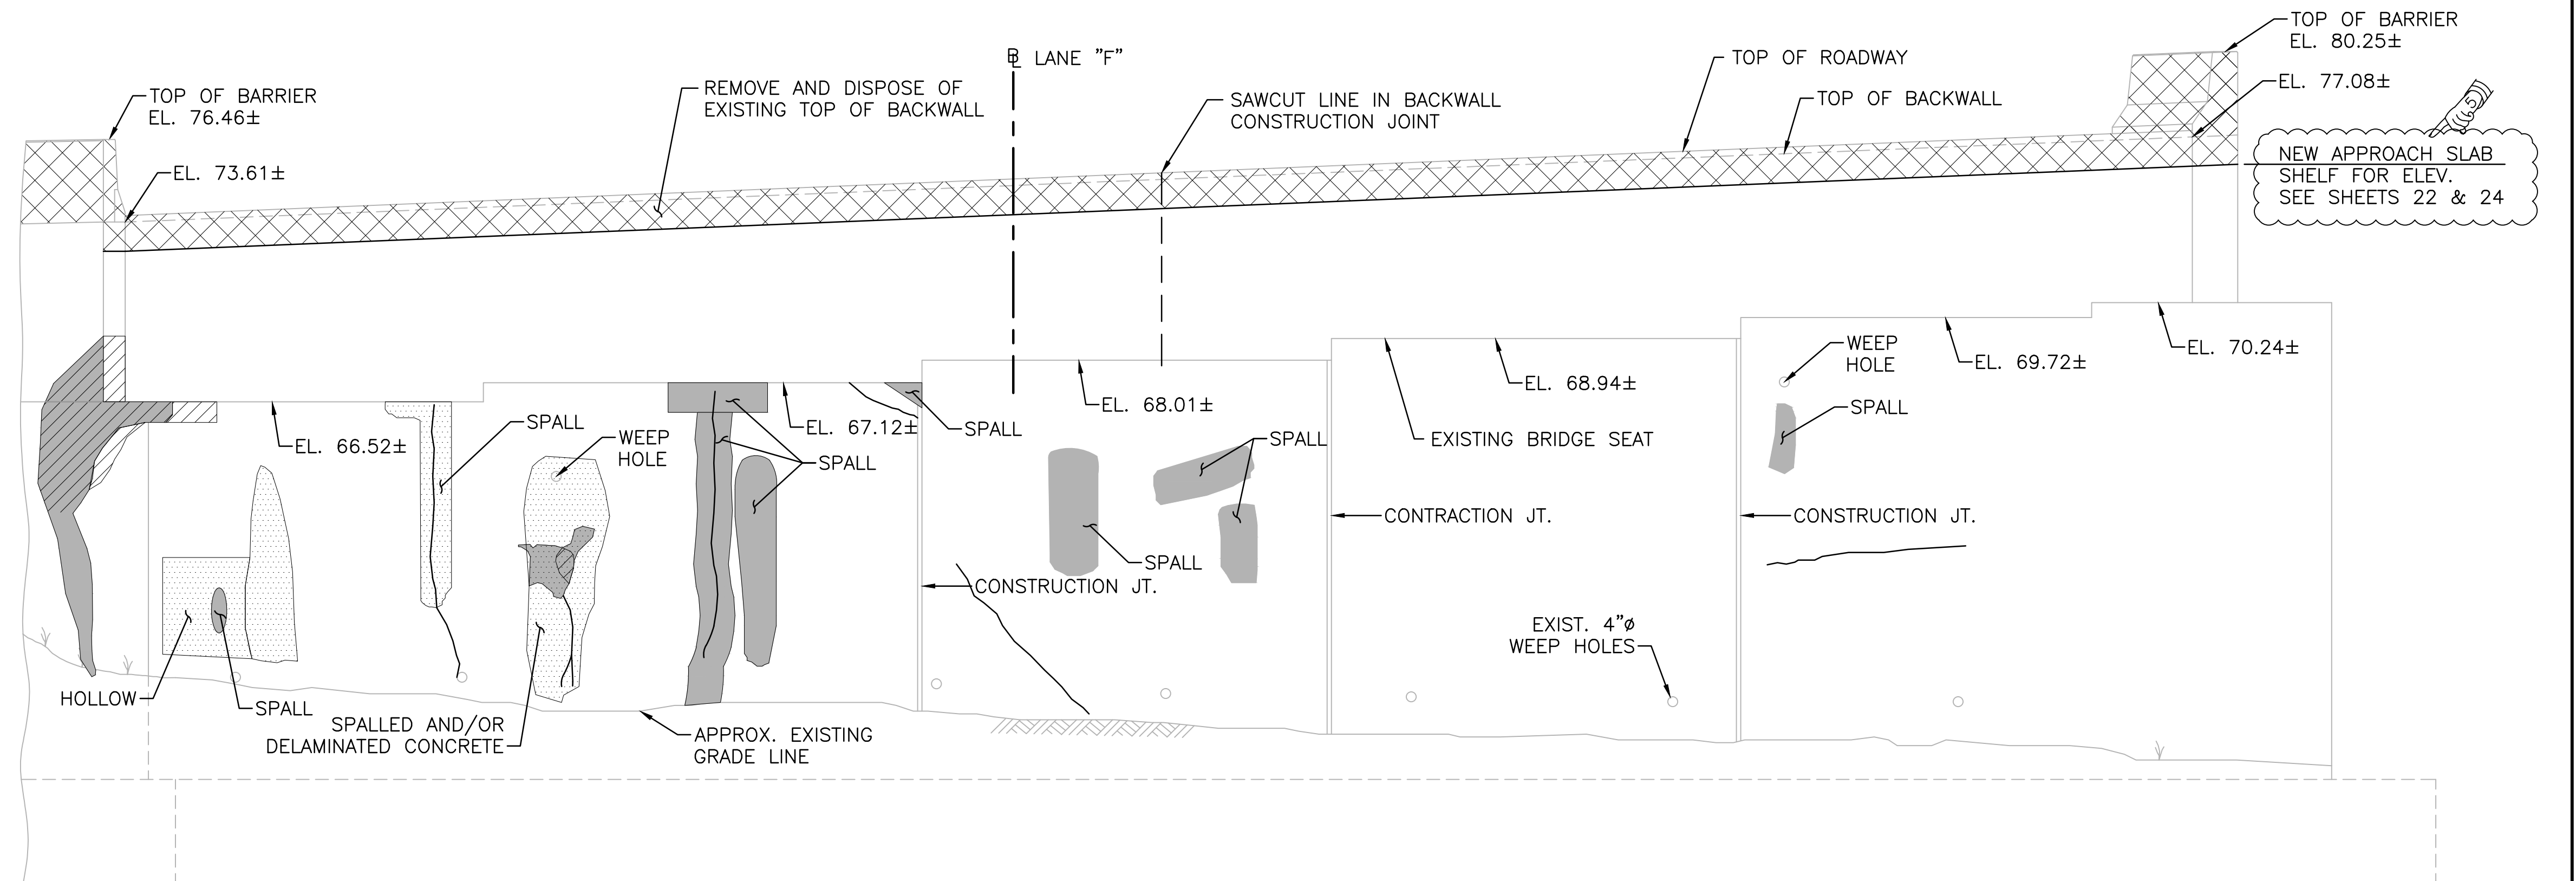 TOP OF BARRIER
EL. 80.25±
℄ LANE "F"
TOP OF ROADWAY
EL. 77.08±
REMOVE AND DISPOSE OF
EXISTING TOP OF BACKWALL
TOP OF BARRIER
EL. 76.46±
SAWCUT LINE IN BACKWALL
CONSTRUCTION JOINT
TOP OF BACKWALL
5
NEW APPROACH SLAB
SHELF FOR ELEV.
SEE SHEETS 22 & 24
EL. 73.61±
WEEP
HOLE
EL. 69.72±
EL. 70.24±
EL. 68.94±
EL. 68.01±
SPALL
SPALL
WEEP
HOLE
EL. 67.12±
SPALL
SPALL
EXISTING BRIDGE SEAT
EL. 66.52±
SPALL
CONTRACTION JT.
CONSTRUCTION JT.
SPALL
CONSTRUCTION JT.
EXIST. 4"ø
WEEP HOLES
HOLLOW
SPALL
SPALLED AND/OR
DELAMINATED CONCRETE
APPROX. EXISTING
GRADE LINE